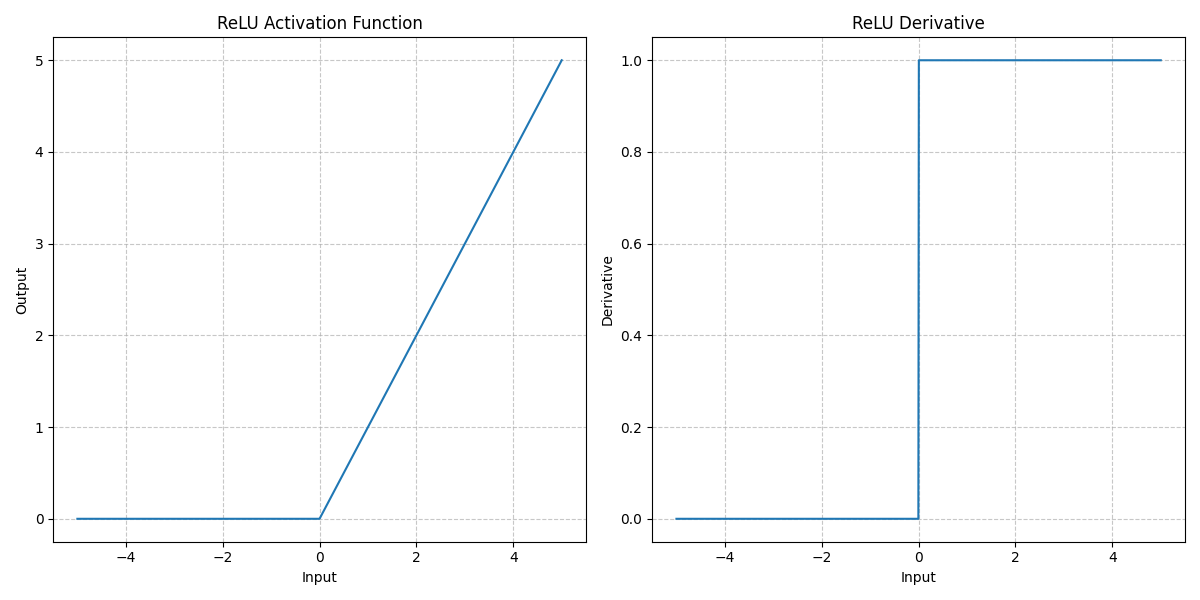 ReLU Activation Function
5
4
3
2
1
0
Output
−4 −2 0 2 4
Input
ReLU Derivative
1.0
0.8
0.6
0.4
0.2
0.0
Derivative
−4 −2 0 2 4
Input